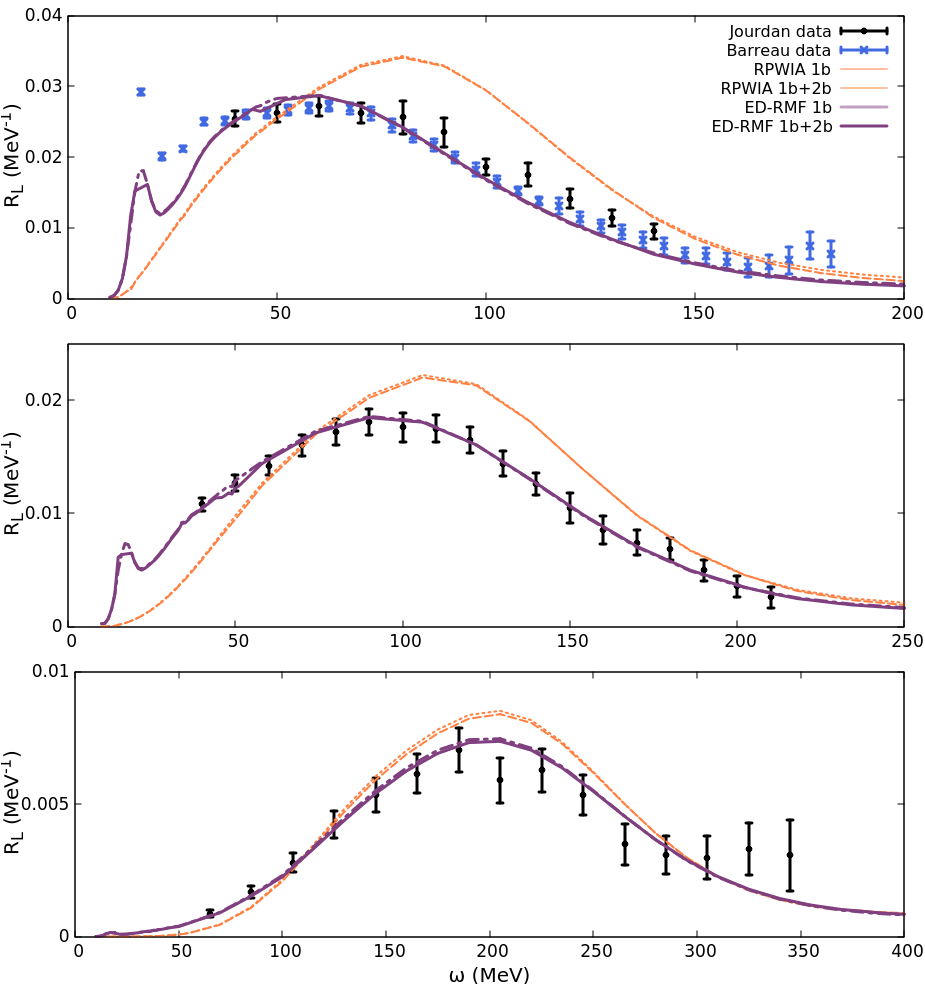 0.04
Jourdan data
Barreau data
0.03
RPWIA 1b
RPWIA 1b+2b
ED-RMF 1b
ED-RMF 1b+2b
R_L (MeV^-1)
0.02
0.01
0
0 50 100 150 200
0.02
R_L (MeV^-1)
0.01
0
0 50 100 150 200 250
0.01
R_L (MeV^-1)
0.005
0
0 50 100 150 200 250 300 350 400
ω (MeV)